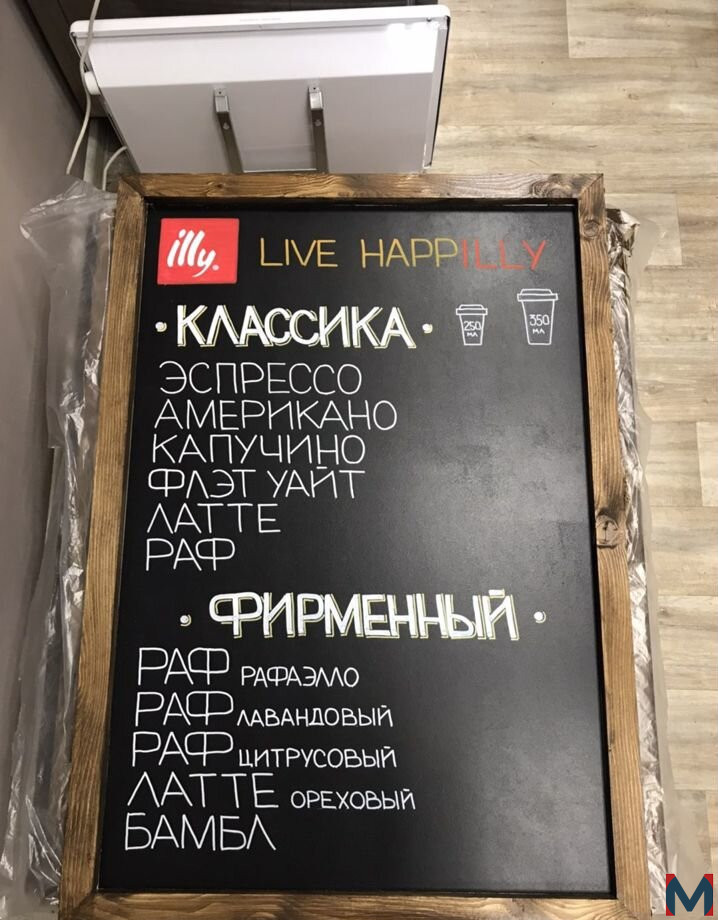 illy LIVE HAPPILLY
· КЛАССИКА ·
250 МЛ
350 МЛ
ЭСПРЕССО
АМЕРИКАНО
КАПУЧИНО
ФЛЭТ УАЙТ
ЛАТТЕ
РАФ
· ФИРМЕННЫЙ ·
РАФ РАФАЭЛЛО
РАФ ЛАВАНДОВЫЙ
РАФ ЦИТРУСОВЫЙ
ЛАТТЕ ОРЕХОВЫЙ
БАМБЛ
M